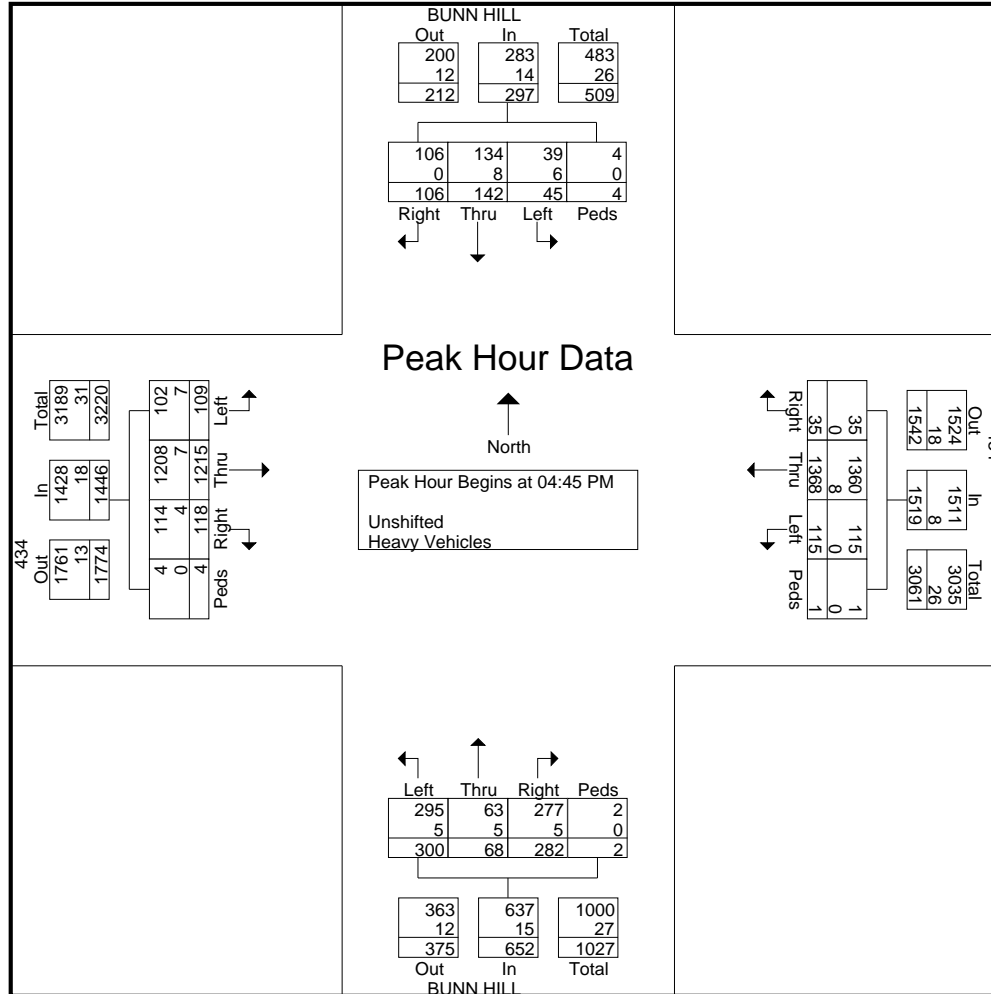 BUNN HILL
Out In Total
200 283 483
12 14 26
212 297 509
106 134 39 4
0 8 6 0
106 142 45 4
Right Thru Left Peds
Peak Hour Data
North
Peak Hour Begins at 04:45 PM
Unshifted
Heavy Vehicles
Total In Out
3189 1428 1761
31 18 13
3220 1446 1774
434
102 1208 114 4
7 7 4 0
109 1215 118 4
Left Thru Right Peds
Out In Total
1524 1511 3035
18 8 26
1542 1519 3061
35 1360 115 1
0 8 0 0
35 1368 115 1
Right Thru Left Peds
Left Thru Right Peds
295 63 277 2
5 5 5 0
300 68 282 2
363 637 1000
12 15 27
375 652 1027
Out In Total
BUNN HILL